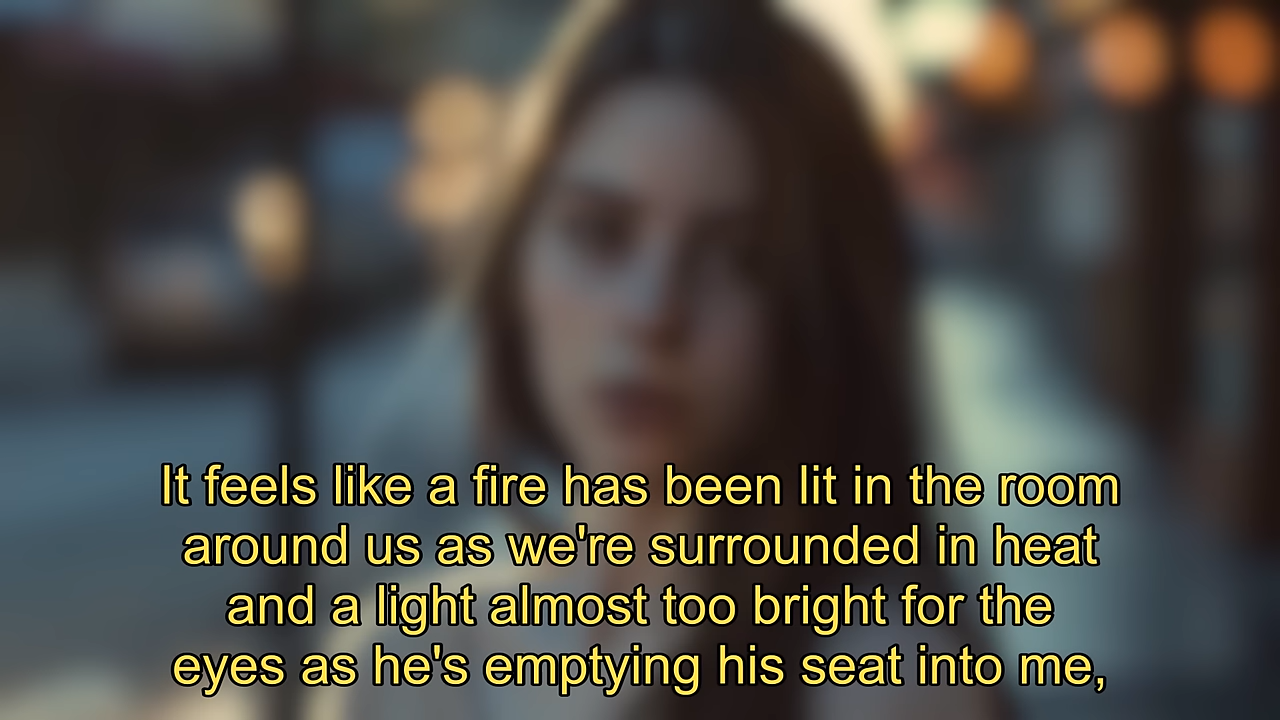 It feels like a fire has been lit in the room
around us as we're surrounded in heat
and a light almost too bright for the
eyes as he's emptying his seat into me,